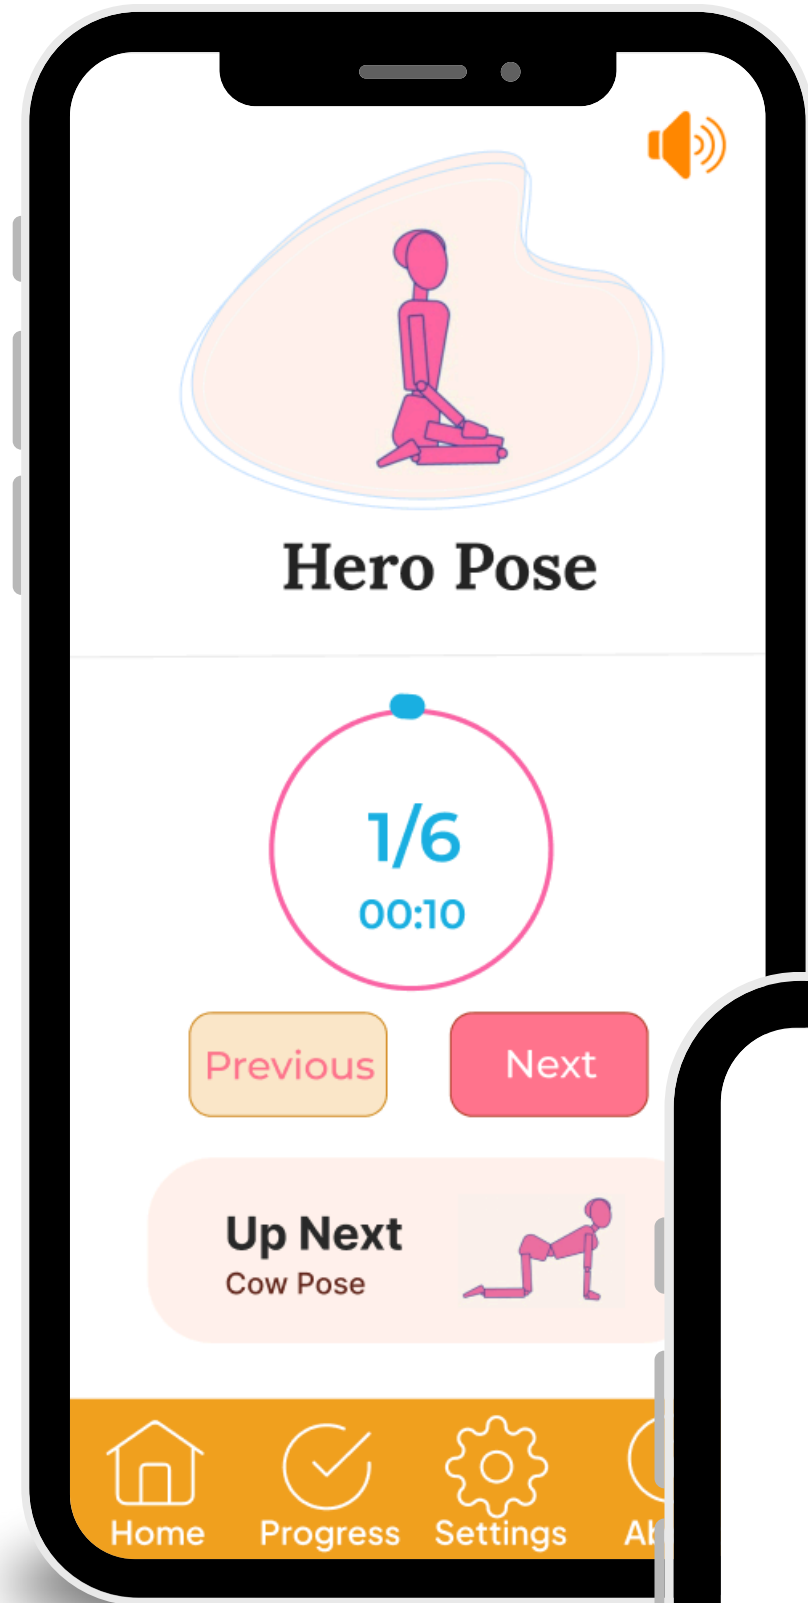 Hero Pose
1/6
00:10
Previous
Next
Up Next
Cow Pose
Home
Progress
Settings